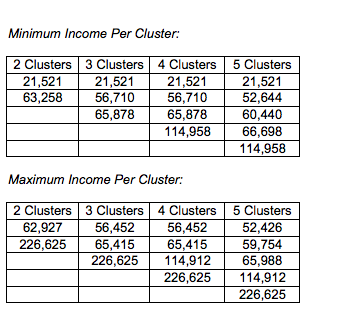 Minimum Income Per Cluster:
2 Clusters 3 Clusters 4 Clusters 5 Clusters
21,521 21,521 21,521 21,521
63,258 56,710 56,710 52,644
65,878 65,878 60,440
114,958 66,698
114,958
Maximum Income Per Cluster:
2 Clusters 3 Clusters 4 Clusters 5 Clusters
62,927 56,452 56,452 52,426
226,625 65,415 65,415 59,754
226,625 114,912 65,988
226,625 114,912
226,625